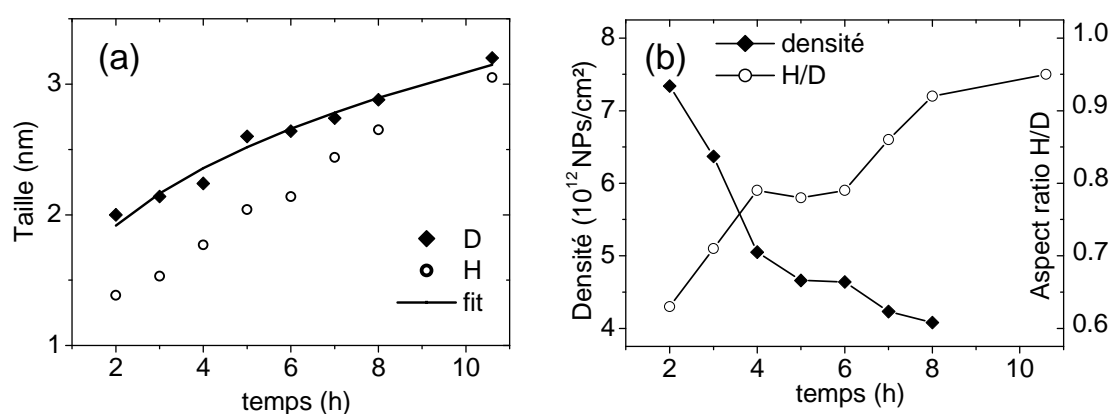 (a)
Taille (nm)
3
2
1
D
H
fit
2 4 6 8 10
temps (h)
(b)
densité
H/D
Densité (10¹² NPs/cm²)
8
7
6
5
4
Aspect ratio H/D
1.0
0.9
0.8
0.7
0.6
2 4 6 8 10
temps (h)